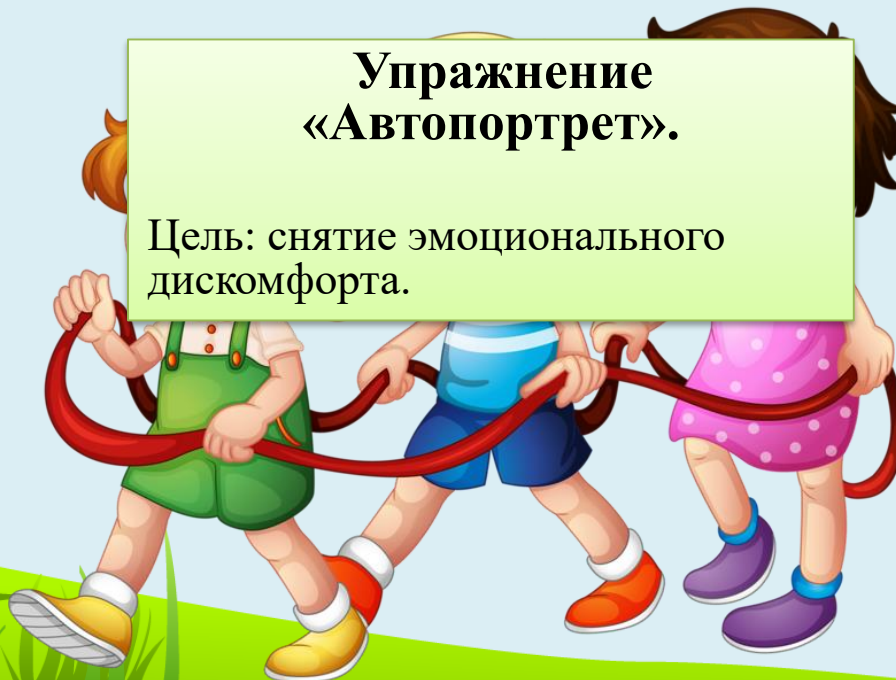 Упражнение
«Автопортрет».
Цель: снятие эмоционального
дискомфорта.